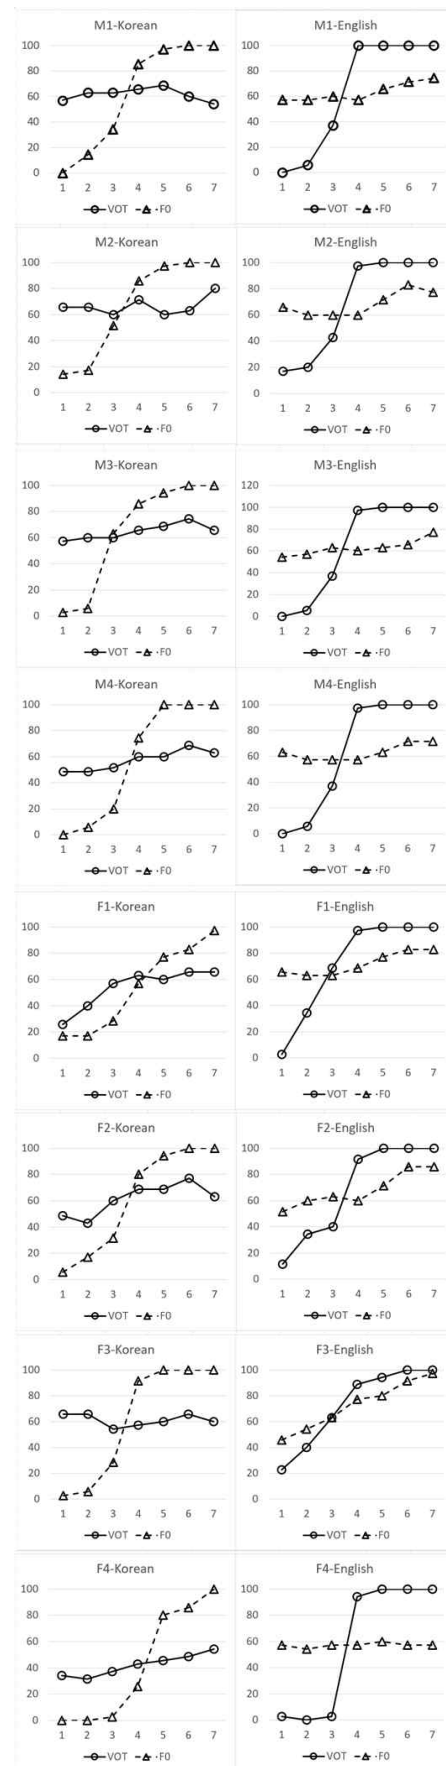 M1-Korean
100
80
60
40
20
0
1 2 3 4 5 6 7
VOT F0
M1-English
100
80
60
40
20
0
1 2 3 4 5 6 7
VOT F0
M2-Korean
100
80
60
40
20
0
1 2 3 4 5 6 7
VOT F0
M2-English
100
80
60
40
20
0
1 2 3 4 5 6 7
VOT F0
M3-Korean
100
80
60
40
20
0
1 2 3 4 5 6 7
VOT F0
M3-English
120
100
80
60
40
20
0
1 2 3 4 5 6 7
VOT F0
M4-Korean
100
80
60
40
20
0
1 2 3 4 5 6 7
VOT F0
M4-English
100
80
60
40
20
0
1 2 3 4 5 6 7
VOT F0
F1-Korean
100
80
60
40
20
0
1 2 3 4 5 6 7
VOT F0
F1-English
100
80
60
40
20
0
1 2 3 4 5 6 7
VOT F0
F2-Korean
100
80
60
40
20
0
1 2 3 4 5 6 7
VOT F0
F2-English
100
80
60
40
20
0
1 2 3 4 5 6 7
VOT F0
F3-Korean
100
80
60
40
20
0
1 2 3 4 5 6 7
VOT F0
F3-English
100
80
60
40
20
0
1 2 3 4 5 6 7
VOT F0
F4-Korean
100
80
60
40
20
0
1 2 3 4 5 6 7
VOT F0
F4-English
100
80
60
40
20
0
1 2 3 4 5 6 7
VOT F0